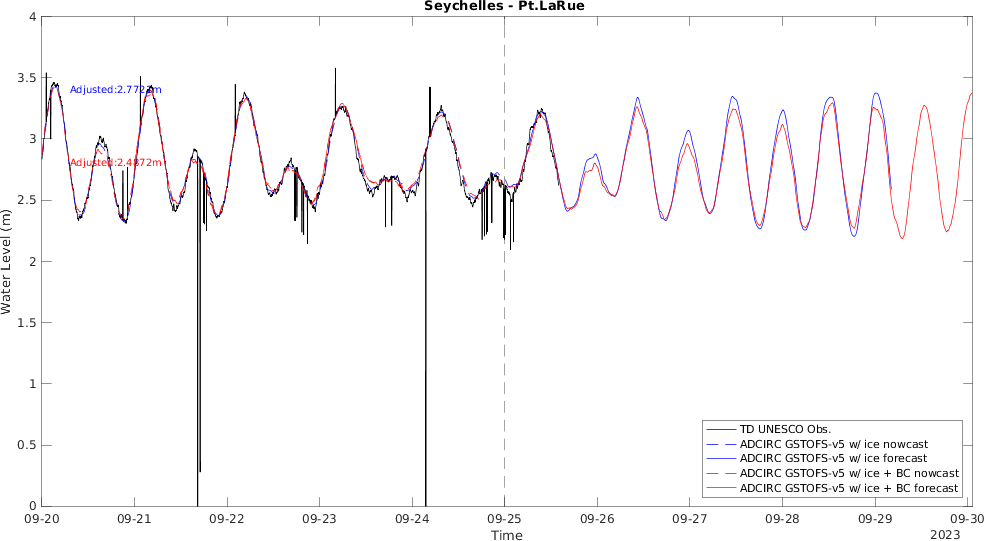 Seychelles - Pt.LaRue
Water Level (m)
4
3.5
3
2.5
2
1.5
1
0.5
0
Adjusted:2.772m
Adjusted:2.4872m
09-20
09-21
09-22
09-23
09-24
09-25
09-26
09-27
09-28
09-29
09-30
Time
2023
TD UNESCO Obs.
ADCIRC GSTOFS-v5 w/ ice nowcast
ADCIRC GSTOFS-v5 w/ ice forecast
ADCIRC GSTOFS-v5 w/ ice + BC nowcast
ADCIRC GSTOFS-v5 w/ ice + BC forecast